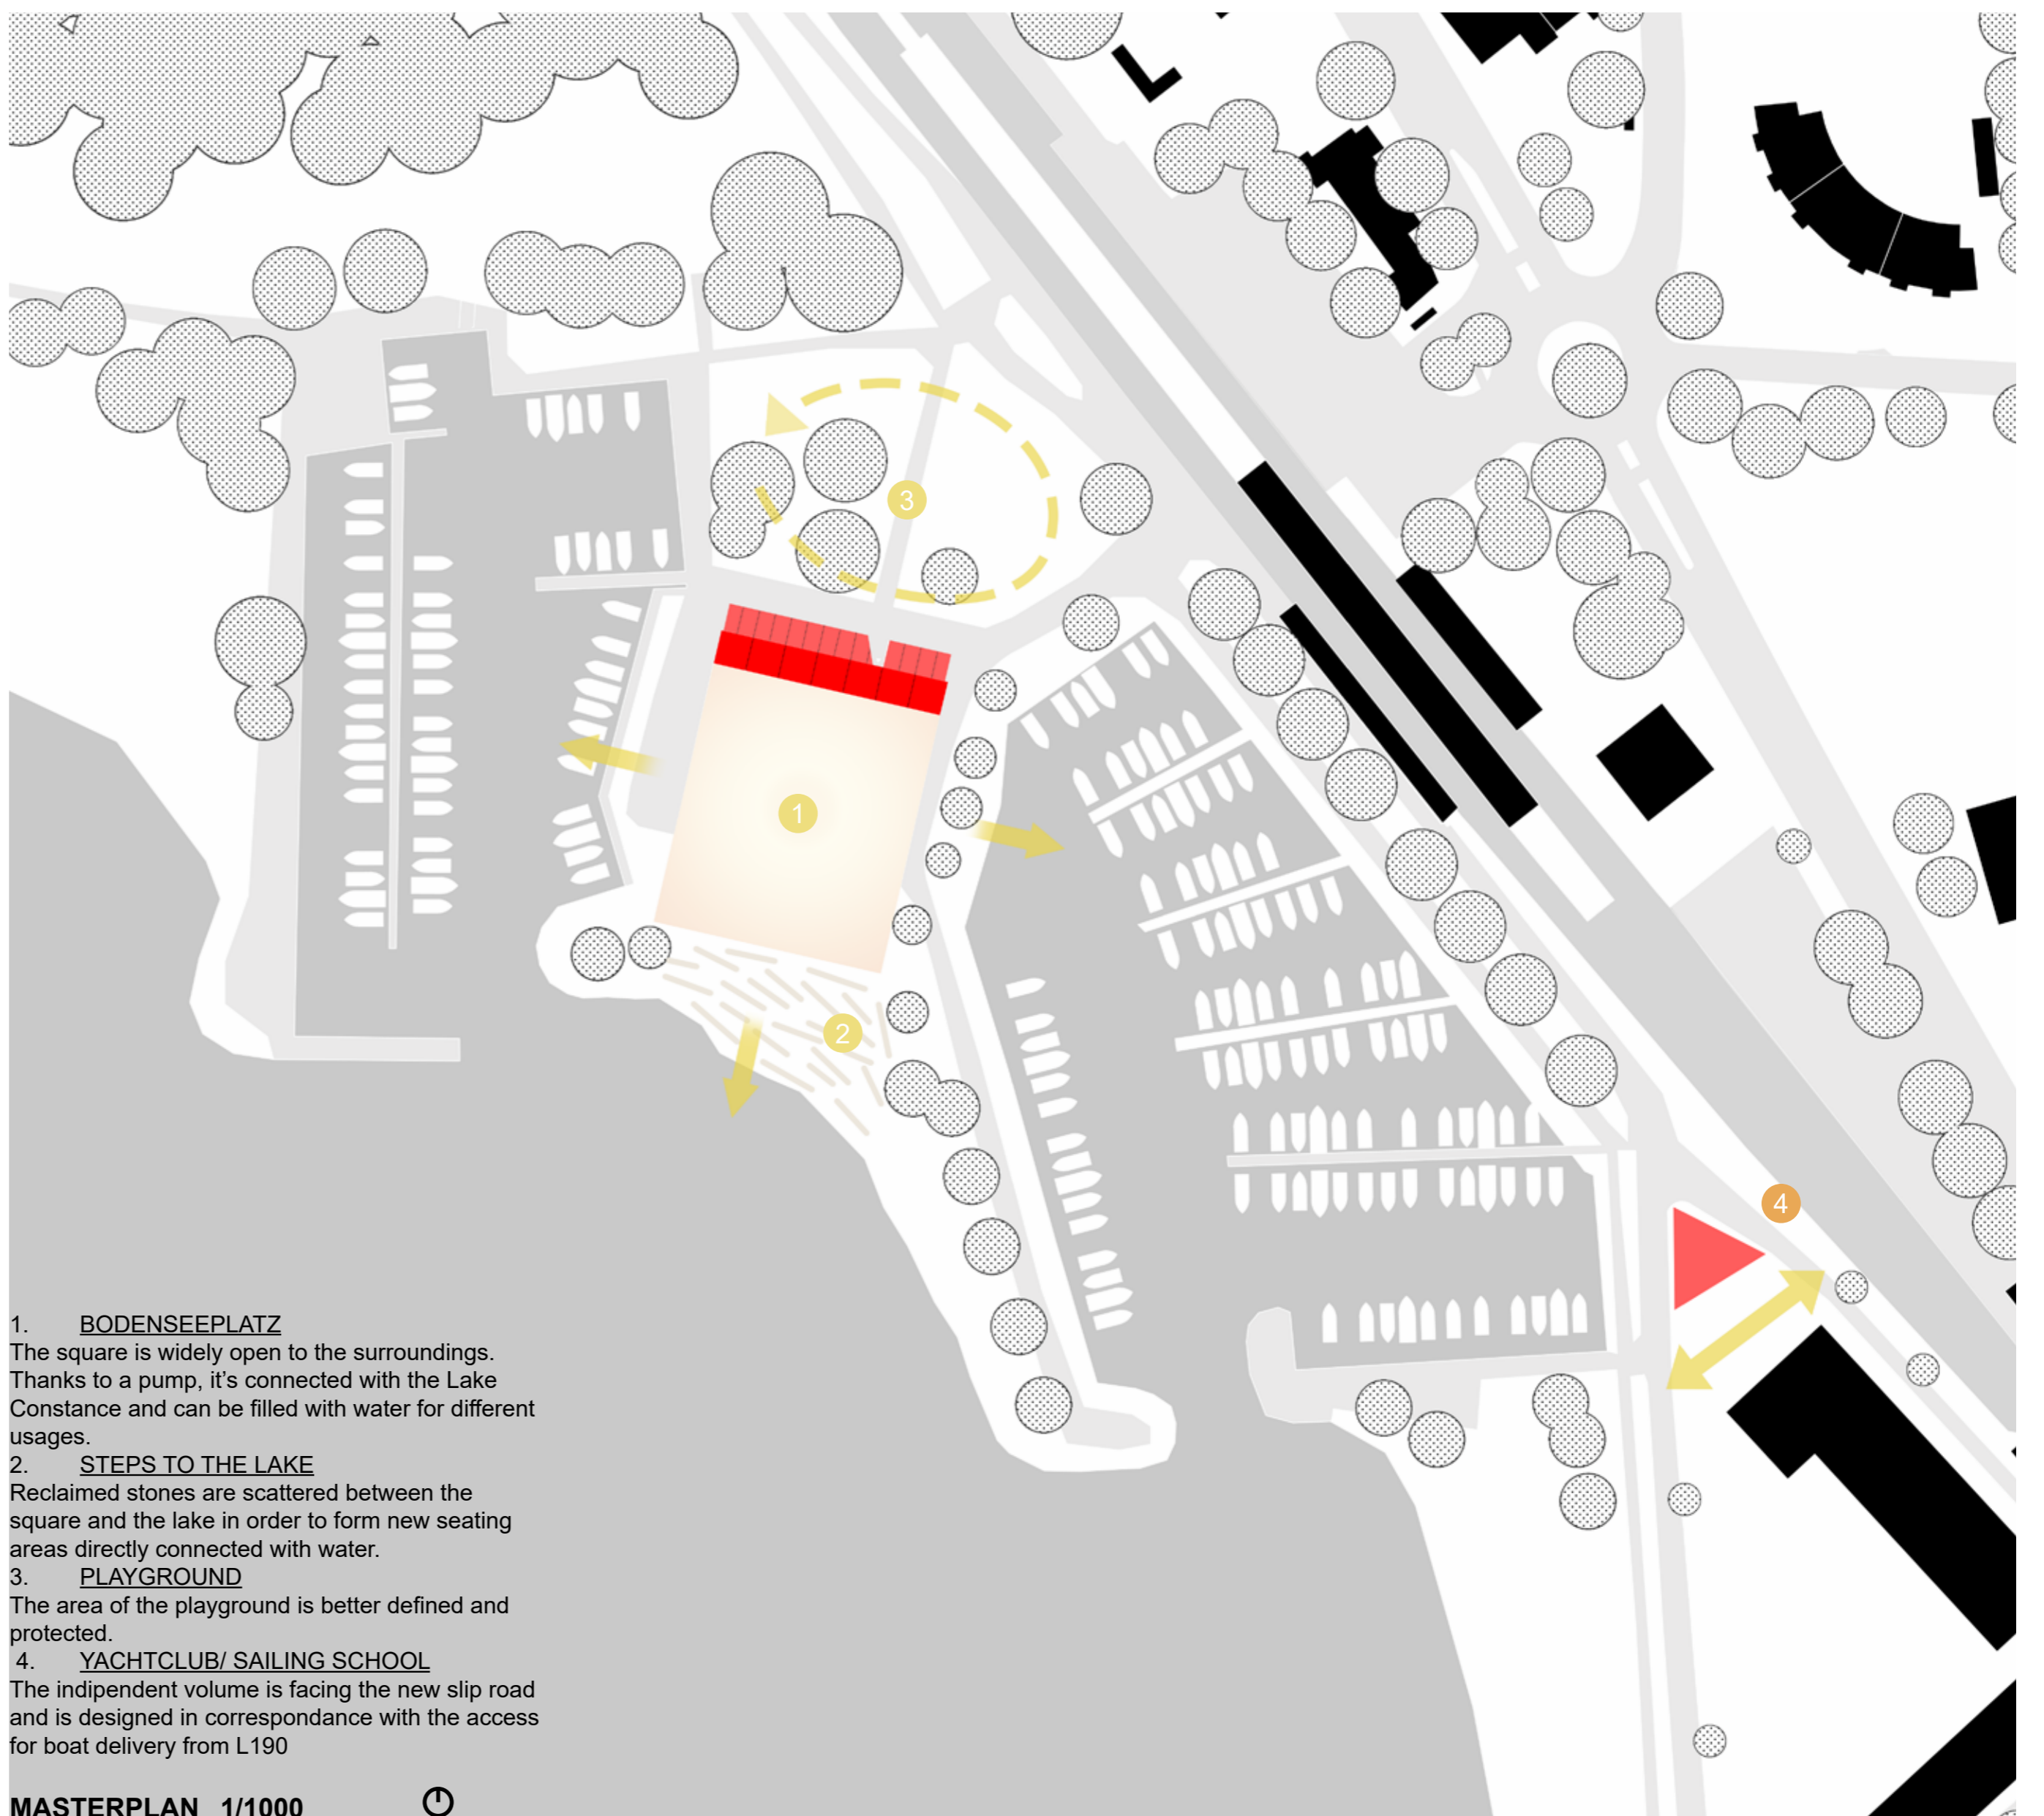 3
1
2
4
1. BODENSEEPLATZ
The square is widely open to the surroundings.
Thanks to a pump, it's connected with the Lake
Constance and can be filled with water for different
usages.
2. STEPS TO THE LAKE
Reclaimed stones are scattered between the
square and the lake in order to form new seating
areas directly connected with water.
3. PLAYGROUND
The area of the playground is better defined and
protected.
4. YACHTCLUB/ SAILING SCHOOL
The indipendent volume is facing the new slip road
and is designed in correspondance with the access
for boat delivery from L190
MASTERPLAN 1/1000